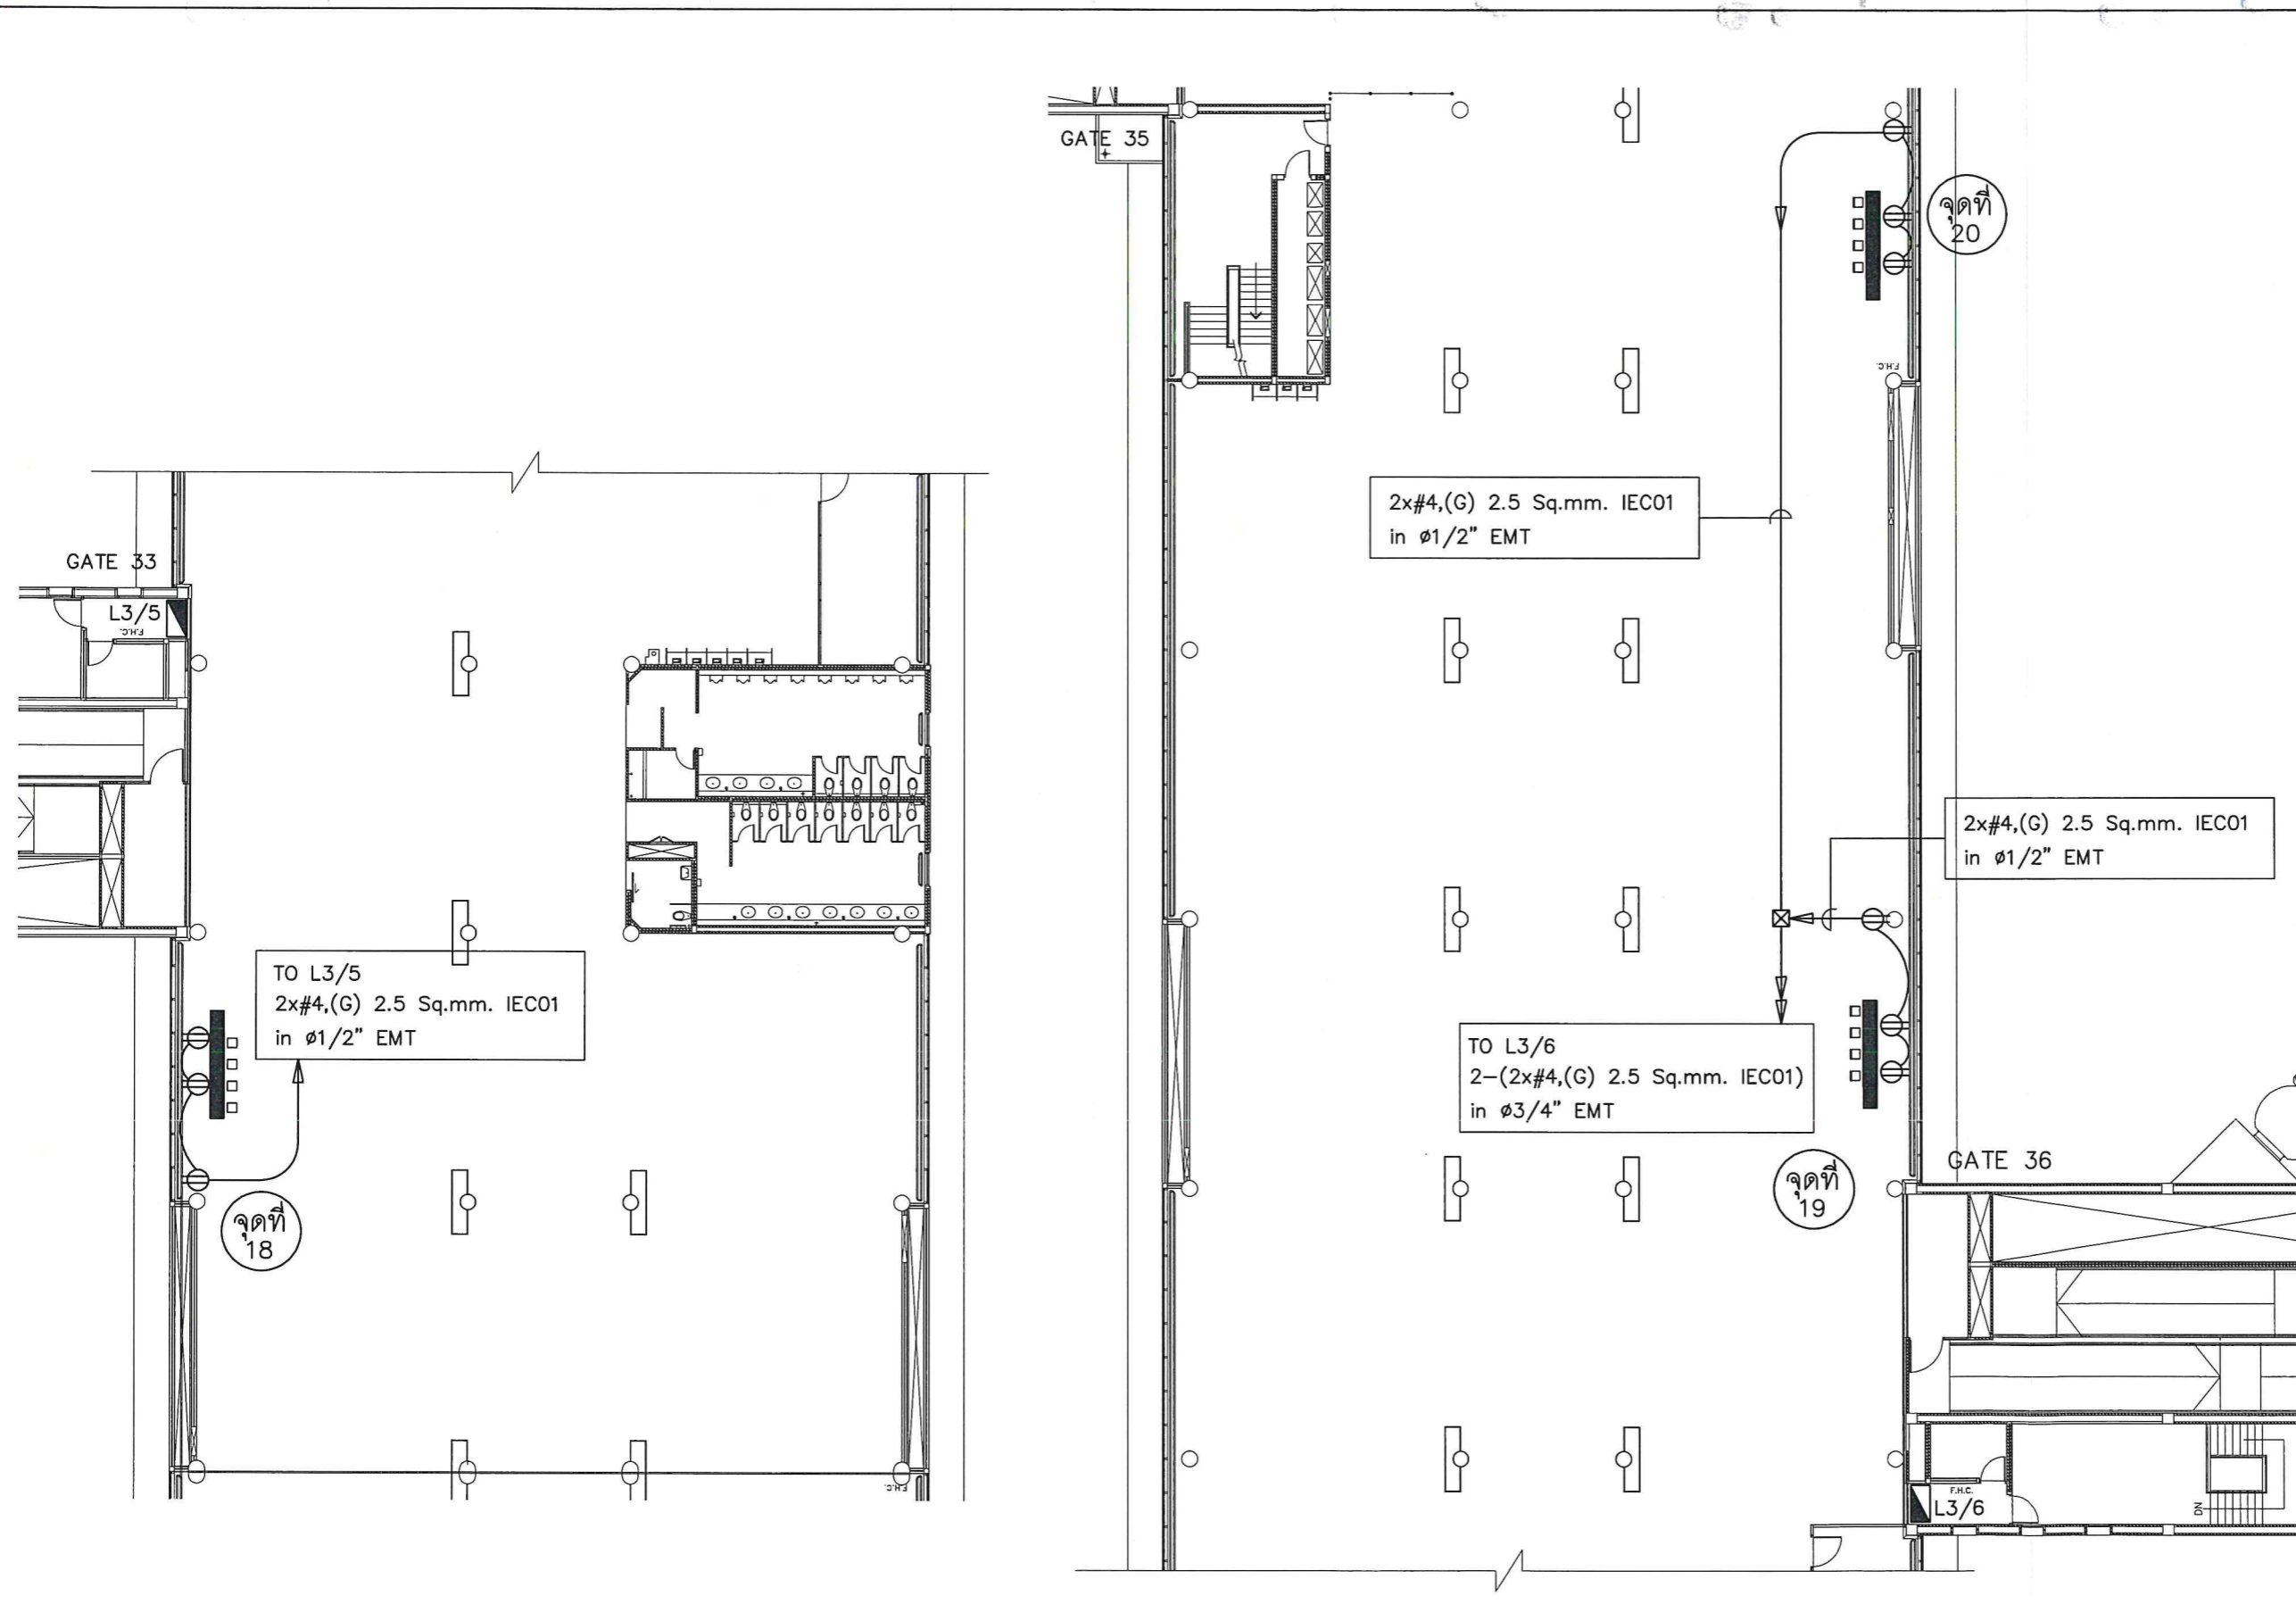 GATE 33
L3/5
F.H.C.
TO L3/5
2x#4,(G) 2.5 Sq.mm. IEC01
in ø1/2" EMT
จุดที่
18
F.H.C.
GATE 35
จุดที่
20
F.H.C.
2x#4,(G) 2.5 Sq.mm. IEC01
in ø1/2" EMT
2x#4,(G) 2.5 Sq.mm. IEC01
in ø1/2" EMT
TO L3/6
2-(2x#4,(G) 2.5 Sq.mm. IEC01)
in ø3/4" EMT
จุดที่
19
GATE 36
F.H.C.
L3/6
DN